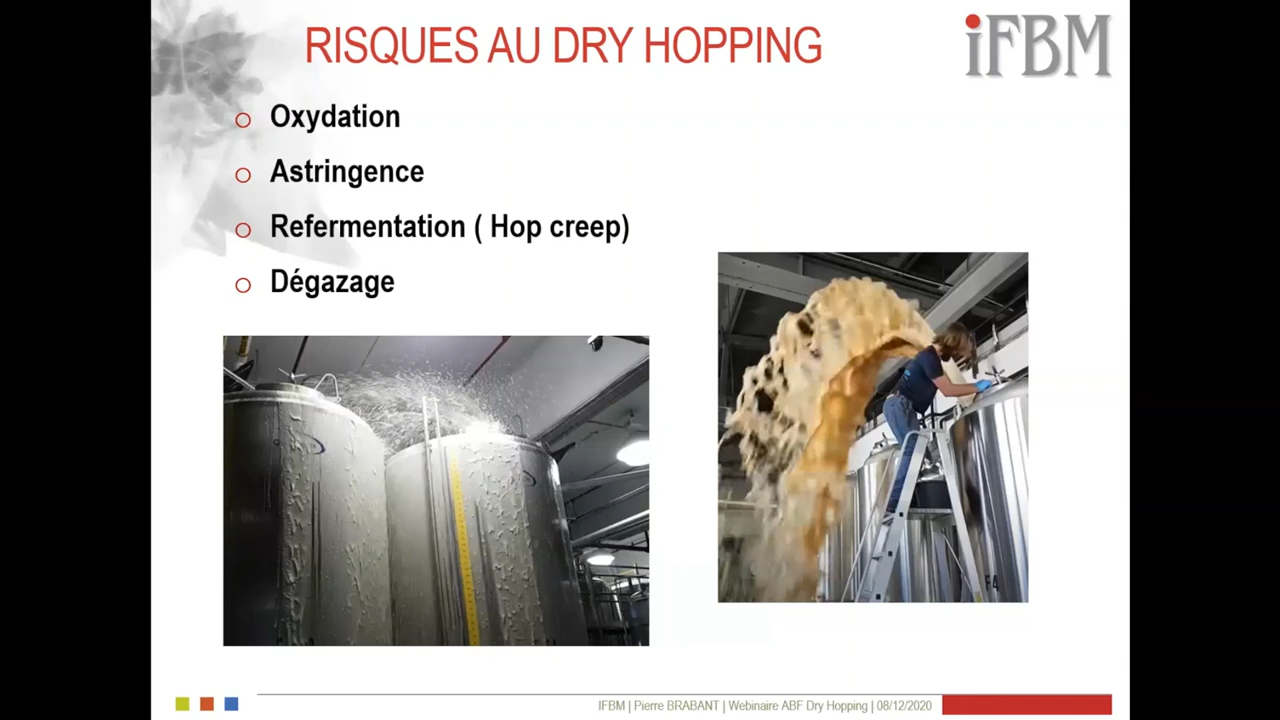 RISQUES AU DRY HOPPING
iFBM
Oxydation
Astringence
Refermentation ( Hop creep)
Dégazage
FA
IFBM | Pierre BRABANT | Webinaire ABF Dry Hopping | 08/12/2020